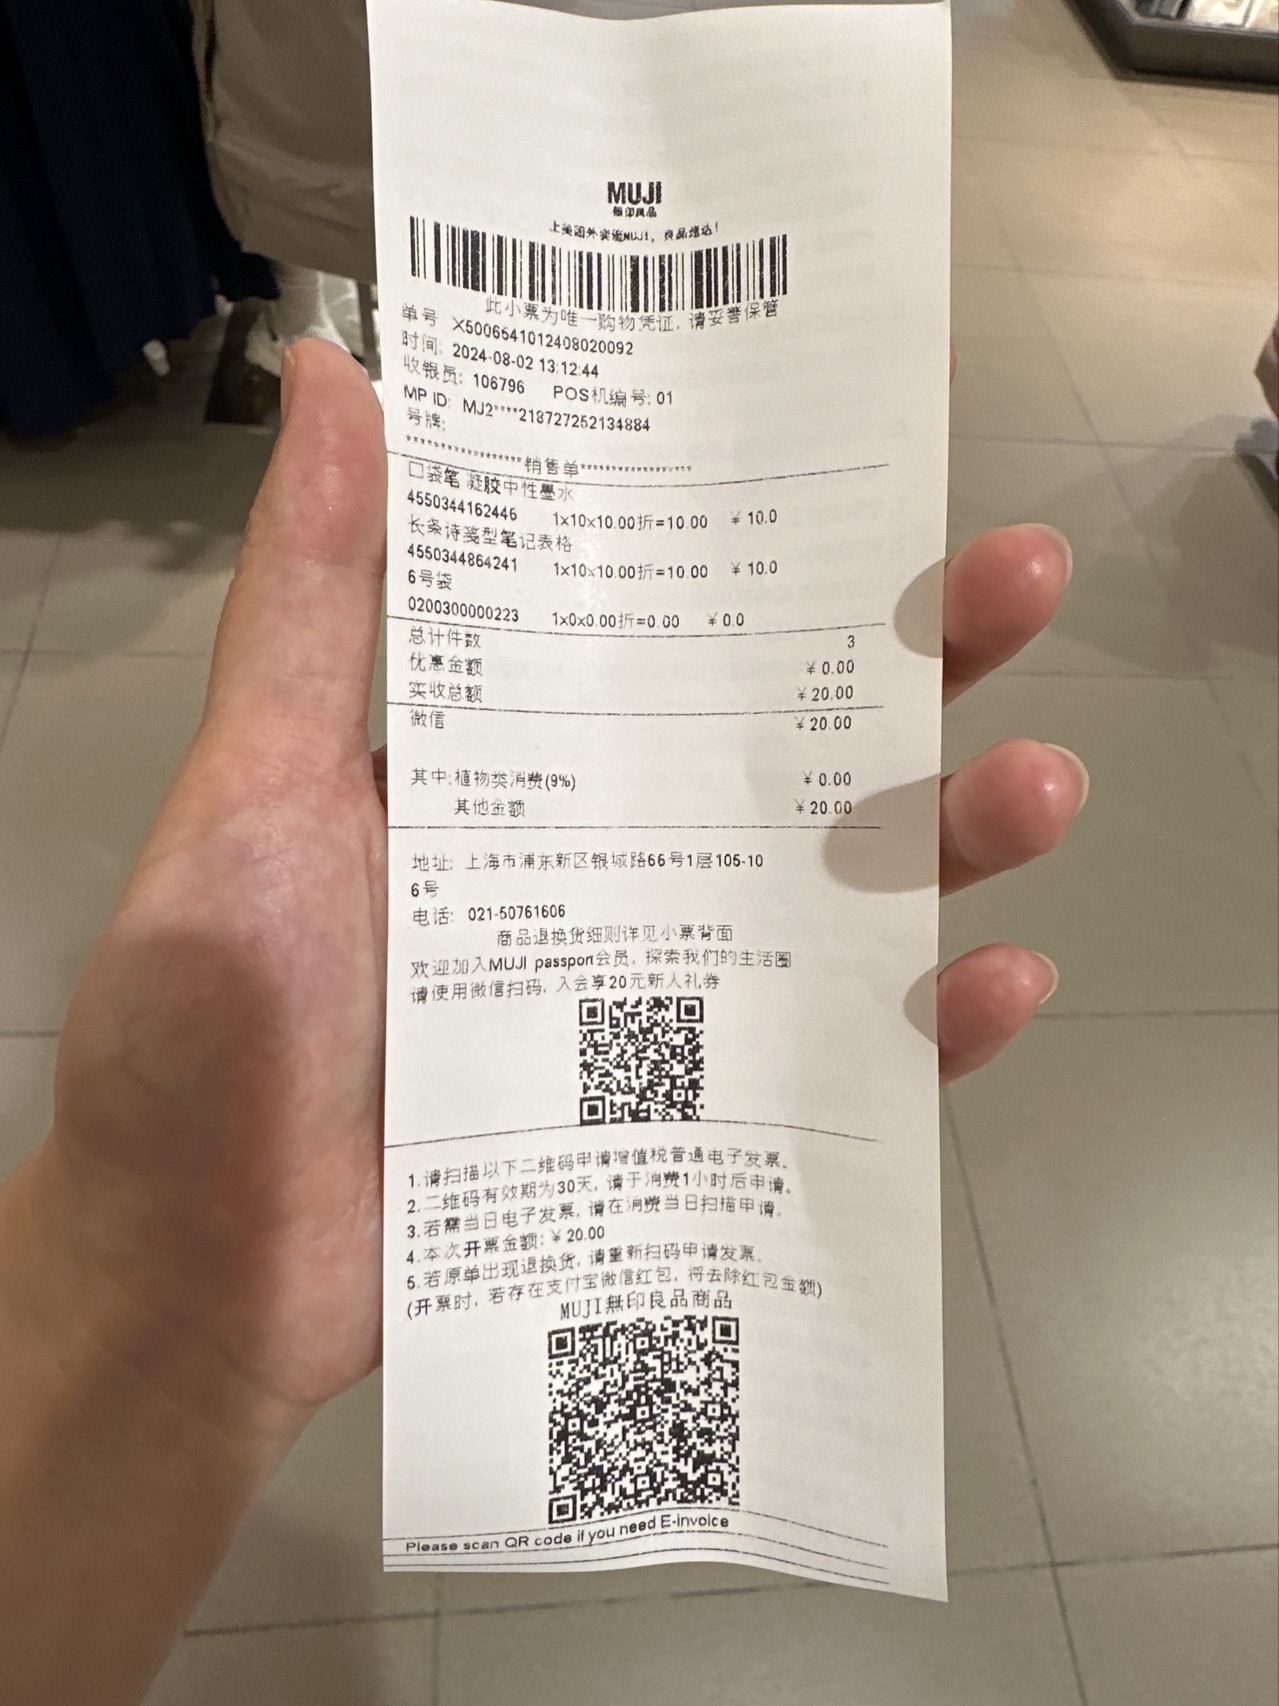 MUJI
無印良品
上美团外卖逛MUJI，良品速达！
此小票为唯一购物凭证，请妥善保管
单号 X5006541012408020092
时间: 2024-08-02 13:12:44
收银员: 106796 POS机编号: 01
MP ID: MJ2****218727252134884
号牌:
销售单
口袋笔 凝胶中性墨水
4550344162446 1x10x10.00折=10.00 ¥10.0
长条诗笺型笔记表格
4550344864241 1x10x10.00折=10.00 ¥10.0
6号袋
0200300000223 1x0x0.00折=0.00 ¥0.0
总计件数 3
优惠金额 ¥0.00
实收总额 ¥20.00
微信 ¥20.00
其中:植物类消费(9%) ¥0.00
其他金额 ¥20.00
地址: 上海市浦东新区银城路66号1层105-10
6号
电话: 021-50761606
商品退换货细则详见小票背面
欢迎加入MUJI passport会员，探索我们的生活圈
请使用微信扫码，入会享20元新人礼券
1.请扫描以下二维码申请增值税普通电子发票。
2.二维码有效期为30天，请于消费1小时后申请。
3.若需当日电子发票，请在消费当日扫描申请。
4.本次开票金额: ¥20.00
5.若原单出现退换货，请重新扫码申请发票。
(开票时，若存在支付宝微信红包，将去除红包金额)
MUJI無印良品商品
Please scan QR code if you need E-invoice